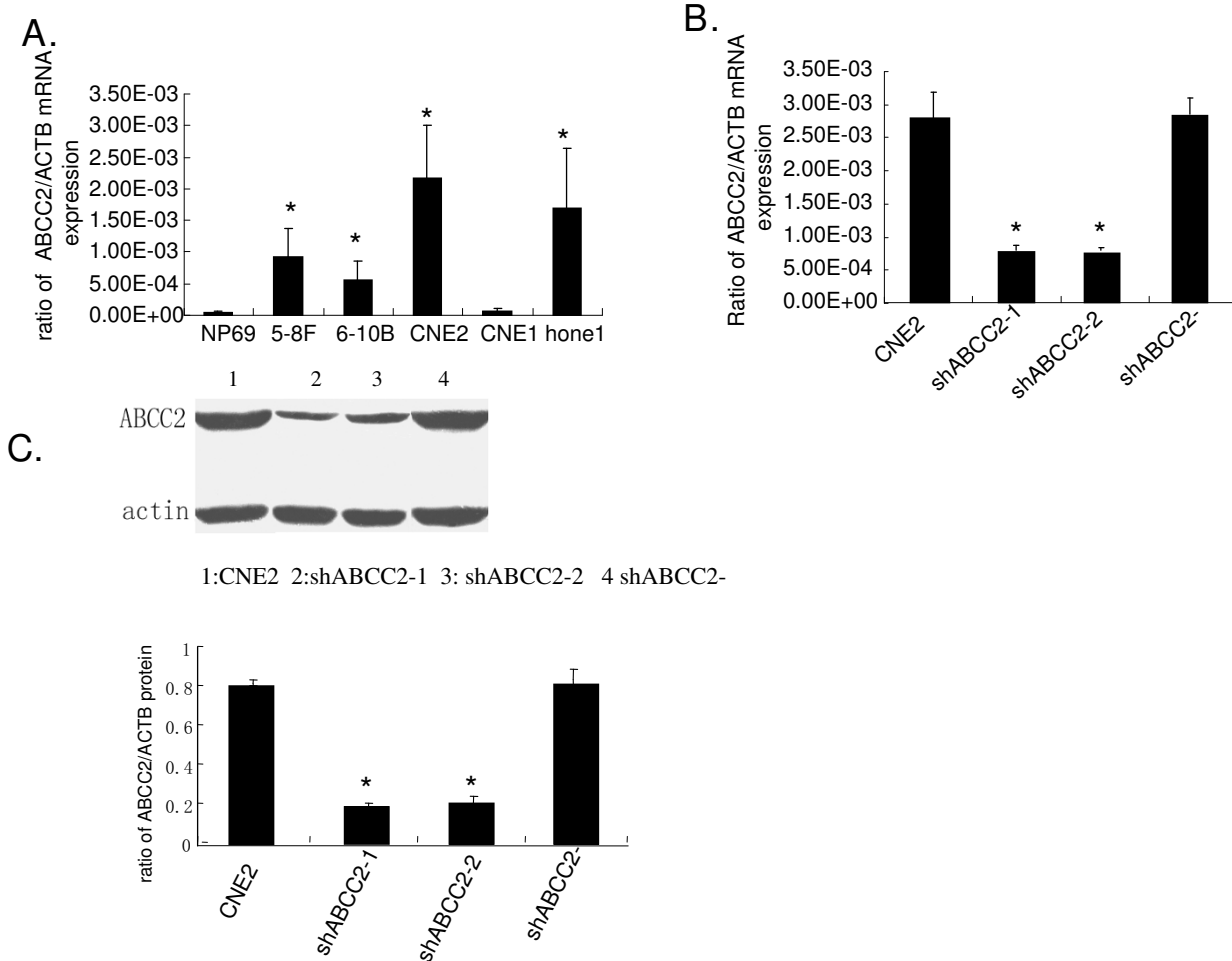 A.
ratio of ABCC2/ACTB mRNA
expression
3.50E-03
3.00E-03
2.50E-03
2.00E-03
1.50E-03
1.00E-03
5.00E-04
0.00E+00
*
*
*
*
NP69 5-8F 6-10B CNE2 CNE1 hone1
B.
Ratio of ABCC2/ACTB mRNA
expression
3.50E-03
3.00E-03
2.50E-03
2.00E-03
1.50E-03
1.00E-03
5.00E-04
0.00E+00
*
*
CNE2
shABCC2-1
shABCC2-2
shABCC2-
C.
1 2 3 4
ABCC2
actin
1:CNE2 2:shABCC2-1 3: shABCC2-2 4 shABCC2-
ratio of ABCC2/ACTB protein
1
0.8
0.6
0.4
0.2
0
*
*
CNE2
shABCC2-1
shABCC2-2
shABCC2-